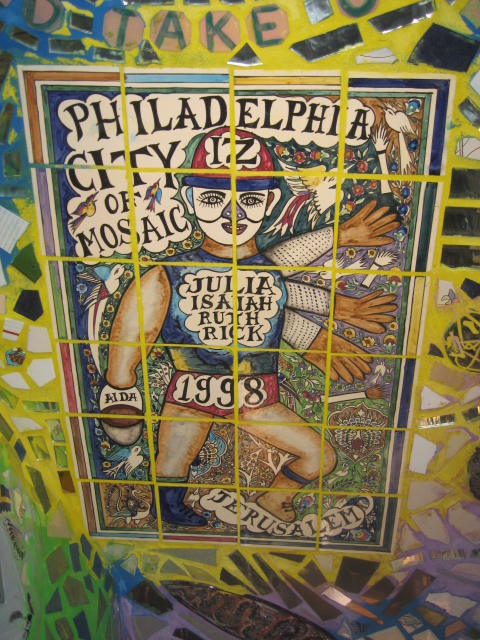 D TAKE
PHILADELPHIA
CITY
OF
MOSAIC
IZ
JULIA
ISAIAH
RUTH
RICK
AIDA
1998
JERUSALEM